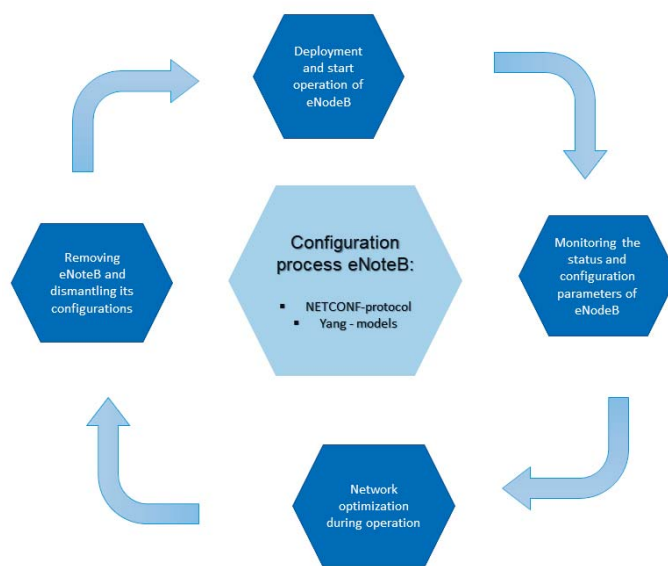 Deployment
and start
operation of
eNodeB
Monitoring the
status and
configuration
parameters of
eNodeB
Network
optimization
during operation
Removing
eNoteB and
dismantling its
configurations
Configuration
process eNoteB:
▪ NETCONF-protocol
▪ Yang - models